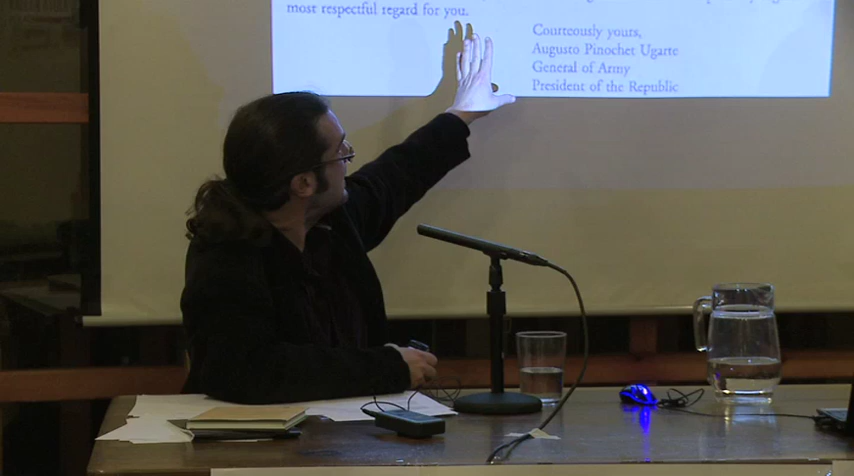 most respectful regard for you.
Courteously yours,
Augusto Pinochet Ugarte
General of Army
President of the Republic